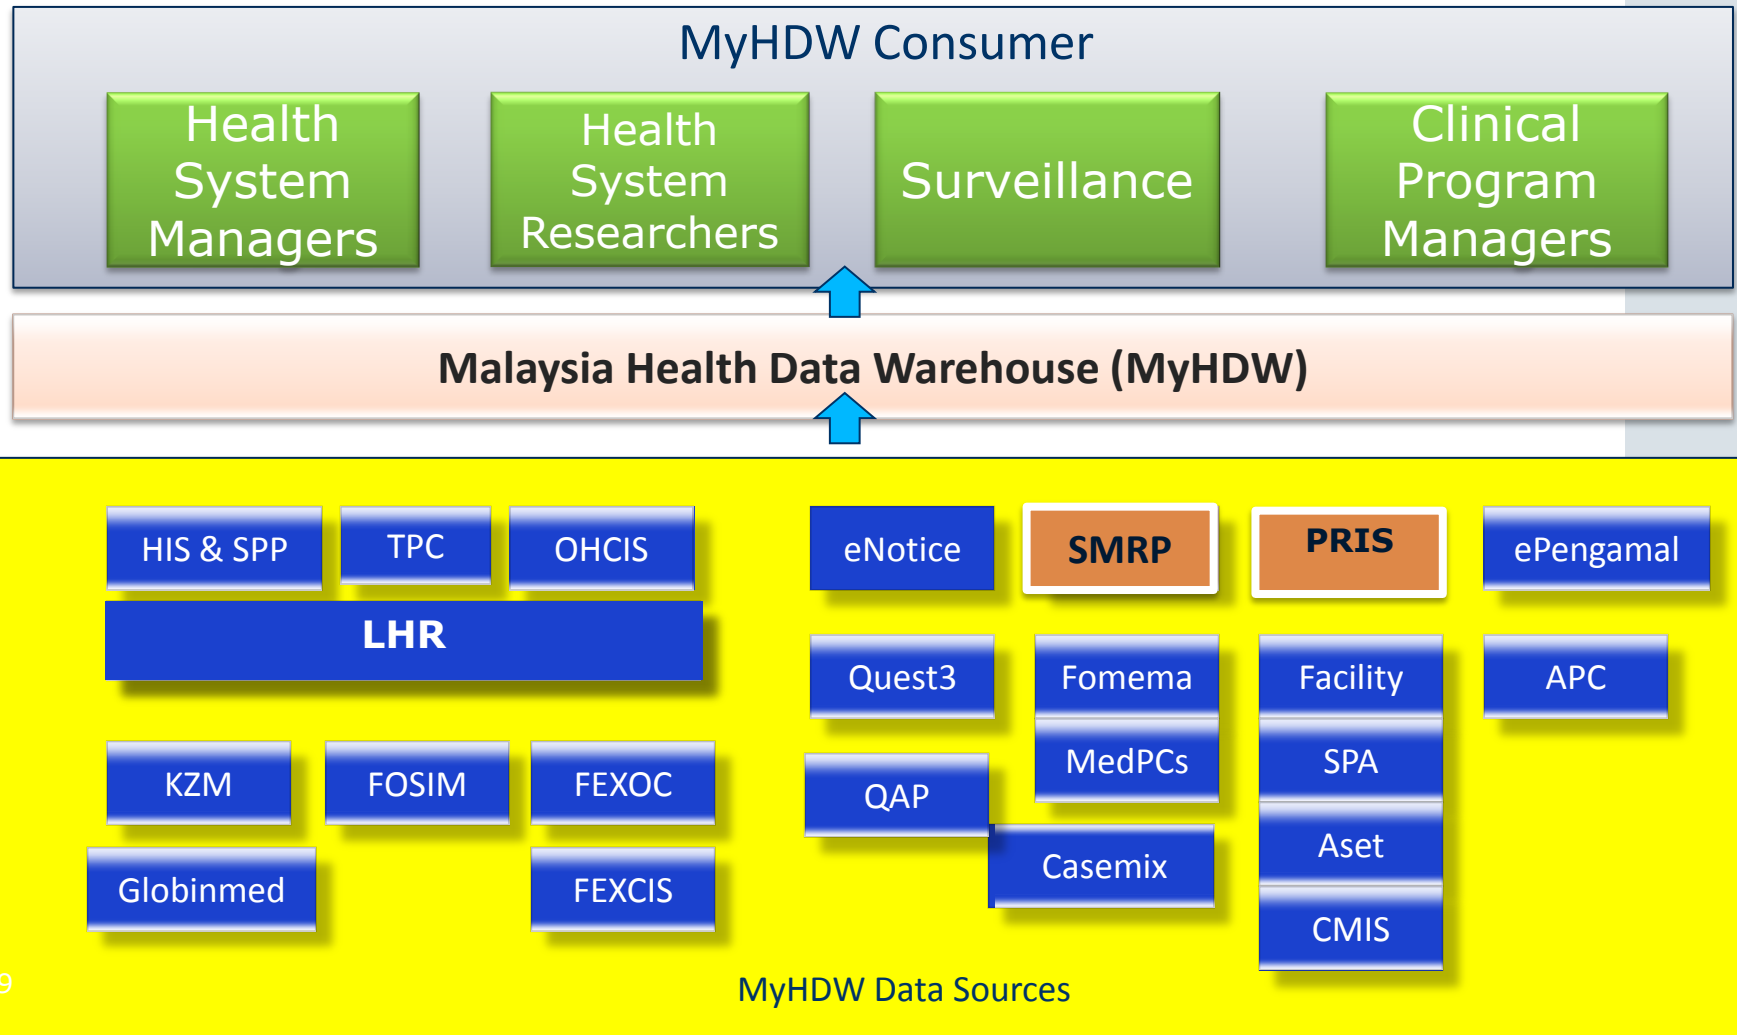 MyHDW Consumer
Health
System
Managers
Health
System
Researchers
Surveillance
Clinical
Program
Managers
Malaysia Health Data Warehouse (MyHDW)
HIS & SPP
TPC
OHCIS
LHR
KZM
FOSIM
FEXOC
Globinmed
FEXCIS
eNotice
SMRP
PRIS
ePengamal
Quest3
Fomema
Facility
APC
MedPCs
SPA
QAP
Casemix
Aset
CMIS
9
MyHDW Data Sources